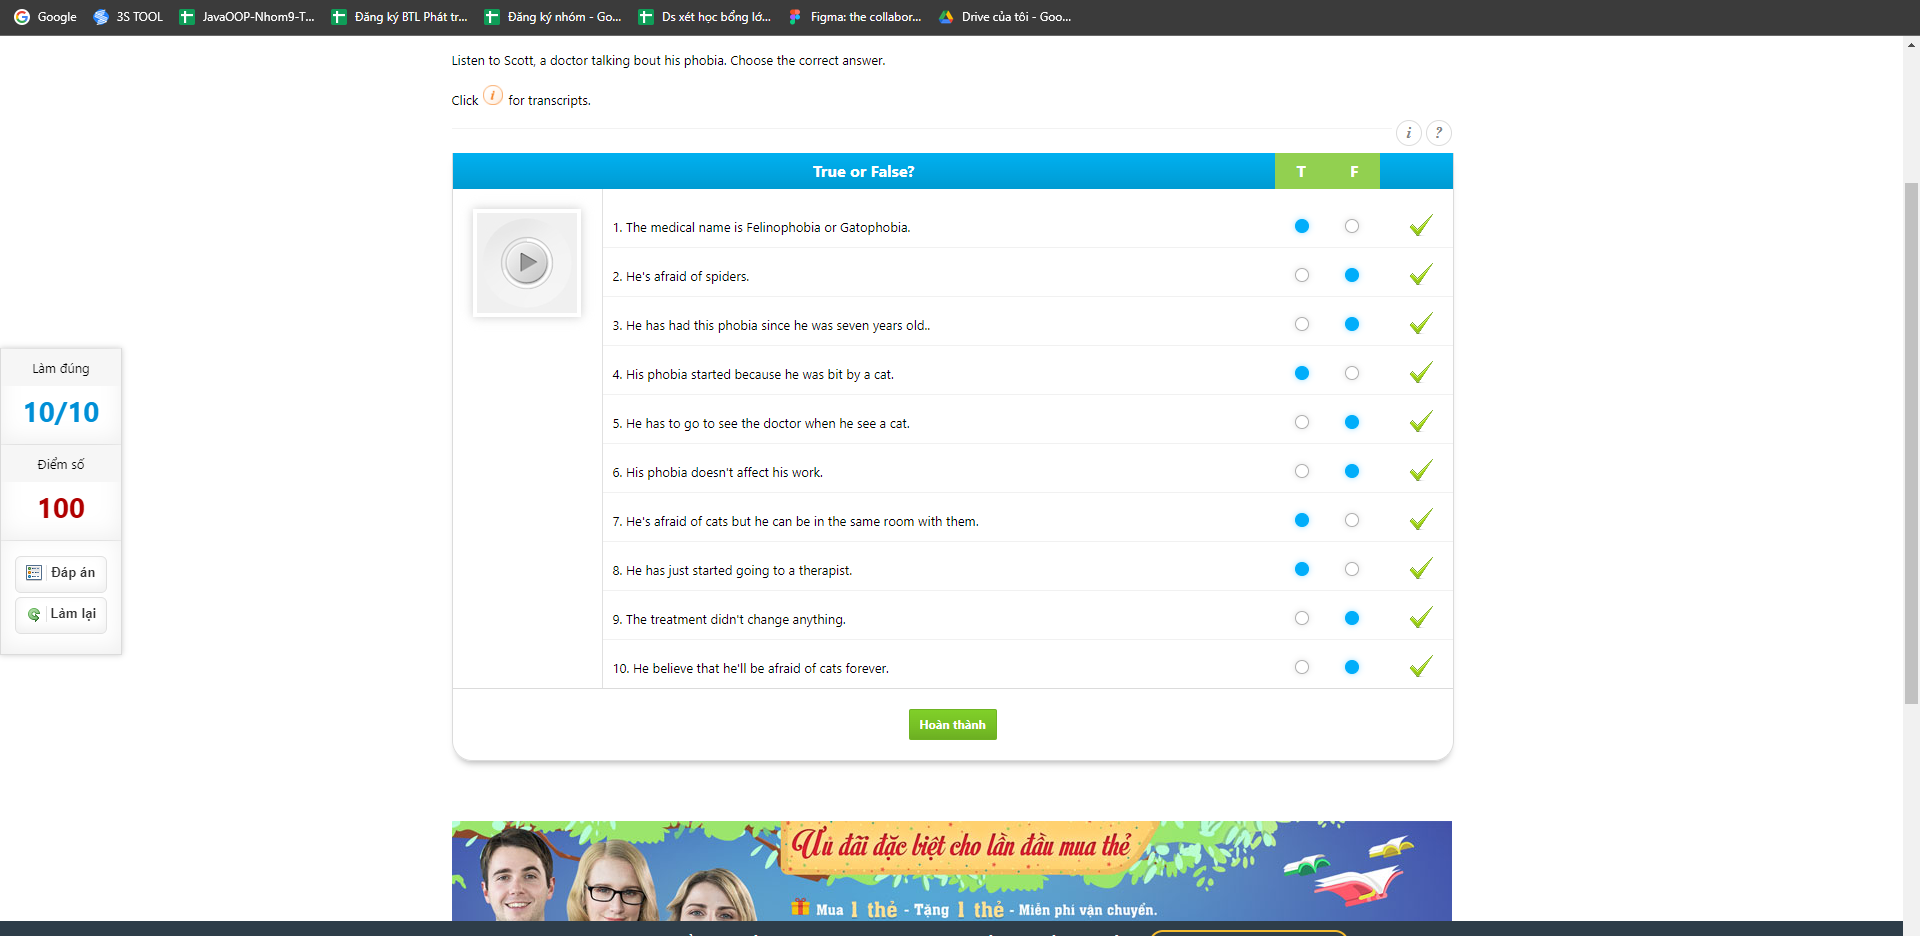 Google
3S TOOL
JavaOOP-Nhom9-T...
Đăng ký BTL Phát tr...
Đăng ký nhóm - Go...
Ds xét học bổng lớ...
Figma: the collabor...
Drive của tôi - Goo...
Listen to Scott, a doctor talking bout his phobia. Choose the correct answer.
Click i for transcripts.
i ?
True or False? T F
1. The medical name is Felinophobia or Gatophobia.
2. He's afraid of spiders.
3. He has had this phobia since he was seven years old..
4. His phobia started because he was bit by a cat.
5. He has to go to see the doctor when he see a cat.
6. His phobia doesn't affect his work.
7. He's afraid of cats but he can be in the same room with them.
8. He has just started going to a therapist.
9. The treatment didn't change anything.
10. He believe that he'll be afraid of cats forever.
Hoàn thành
Làm đúng
10/10
Điểm số
100
Đáp án
Làm lại
Ưu đãi đặc biệt cho lần đầu mua thẻ
Mua 1 thẻ - Tặng 1 thẻ - Miễn phí vận chuyển.